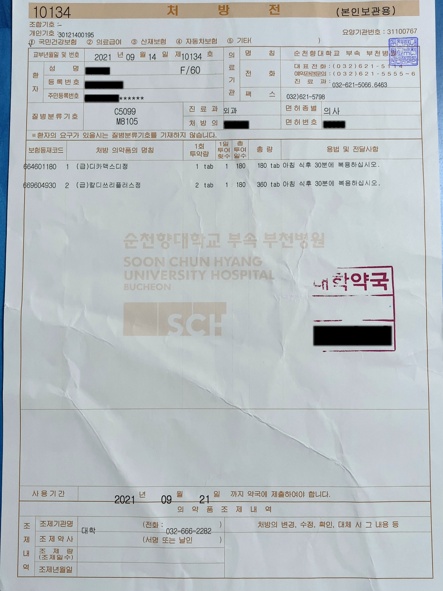 10134 처 방 전 (본인보관용)
조합기호 :-
개인기호 30121400195 요양기관번호 : 31100767
① 국민건강보험 ② 의료급여 ③ 산재보험 ④ 자동차보험 ⑤ 기타( )
교부년월일 및 번호 2021 년 09 월 14 일 제10134 호
환자
성 명 F/60
등 록 번 호
주민등록번호 ******
의료기관
명 칭 순천향대학교 부속 부천병원
전 화 대표전화 :(032)621-5
(032)621-5555-6
진 료 과 032-621-5066.6463
팩 스 032)621-5798
질병분류기호 C5099
M8105
진 료 과 외과
처 방 의
면허종별 의사
면허번호
※환자의 요구가 있을시는 질병분류기호를 기재하지 않습니다.
보험등재코드 처방 의약품의 명칭 1회 투약량 1일 투여 횟수 총 투여 일수 총 량 용법 및 전달사항
664601180 1 (급)디카맥스디정 1 tab 1 180 180 tab 아침 식후 30분에 복용하십시오.
669604930 2 (급)칼디쓰리플러스정 2 tab 1 180 360 tab 아침 식후 30분에 복용하십시오.
순천향대학교 부속 부천병원
SOON CHUN HYANG
UNIVERSITY HOSPITAL
BUCHEON
SCH
대학약국
사 용 기 간 2021 년 09 월 21 일 까지 약국에 제출하여야 합니다.
의 약 품 조 제 내 역
조제내역
조제기관명 대학 (전화 : 032-666-2282 )
처방의 변경, 수정, 확인, 대체 시 그 내용 등
조 제 약 사 (서명 또는 날인)
조 제 량
(조제일수)
조제년월일